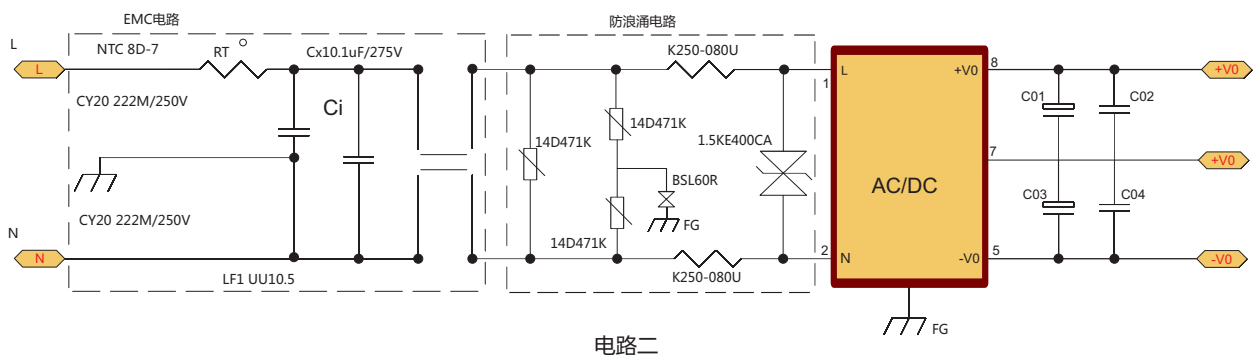 EMC电路
防浪涌电路
L
NTC 8D-7
RT
Cx10.1uF/275V
K250-080U
L
CY20 222M/250V
Ci
14D471K
14D471K
1.5KE400CA
BSL60R
FG
CY20 222M/250V
14D471K
N
N
LF1 UU10.5
K250-080U
1
L
+V0
8
AC/DC
7
2
N
-V0
5
FG
C01
C02
C03
C04
+V0
+V0
-V0
电路二